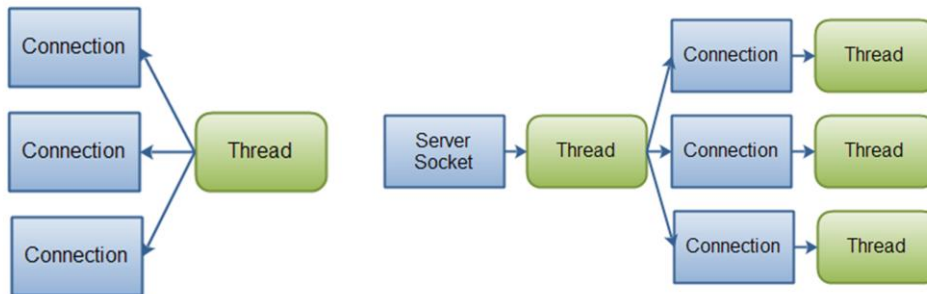 Connection
Connection
Thread
Connection
Server
Socket
Thread
Connection
Thread
Connection
Thread
Connection
Thread